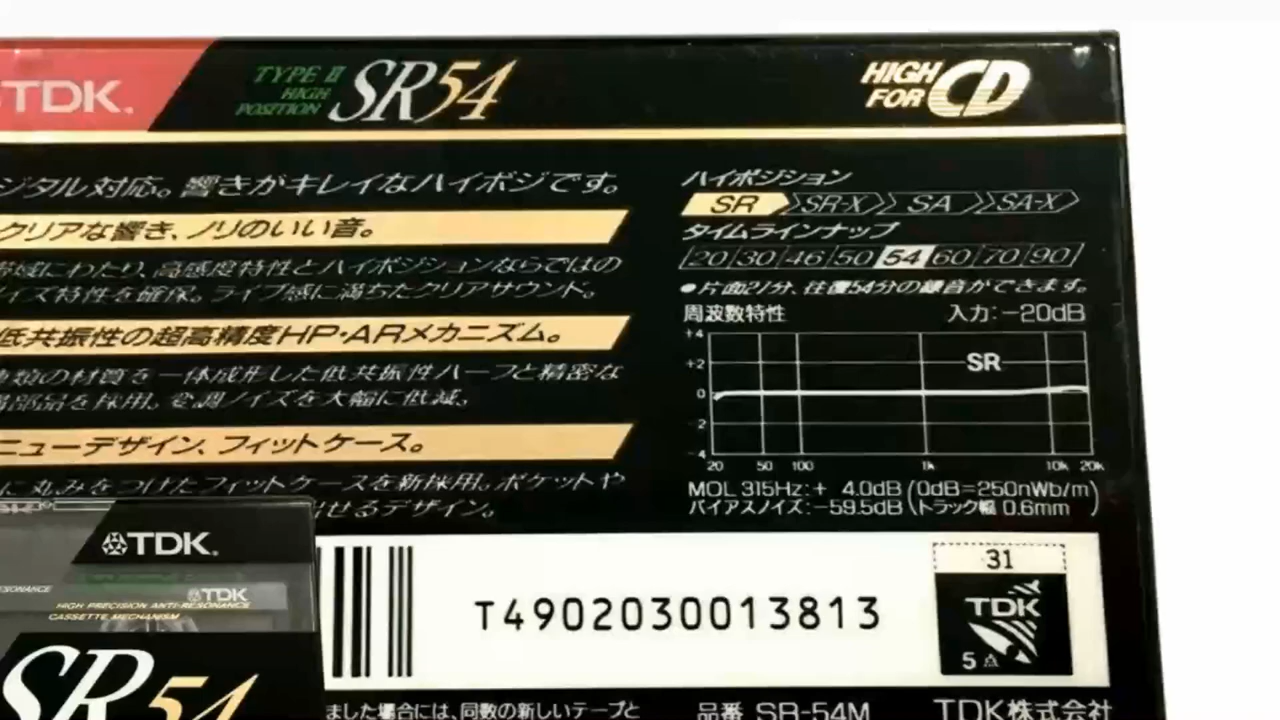 TDK.
TYPE II
HIGH
POSITION
SR54
HIGH
FOR
CD
ジタル対応。響きがキレイなハイポジです。
クリアな響き、ノリのいい音。
帯域にわたり、高感度特性とハイポジションならではの
イズ特性を確保。ライブ感に満ちたクリアサウンド。
低共振性の超高精度HP・ARメカニズム。
種類の材質を一体成形した低共振性ハーフと精密な
部品を採用。変調ノイズを大幅に低減。
ニューデザイン、フィットケース。
に丸みをつけたフィットケースを新採用。ポケットや
出せるデザイン。
ハイポジション
SR SR-X SA SA-X
タイムラインナップ
20 30 46 50 54 60 70 90
●片面27分、往復54分の録音ができます。
周波数特性 入力:−20dB
+4
+2
0
−2
−4
SR
20 50 100 1k 10k 20k
MOL 315Hz:+ 4.0dB (0dB=250nWb/m)
バイアスノイズ:−59.5dB (トラック幅 0.6mm)
TDK.
TDK
HIGH PRECISION ANTI-RESONANCE
CASSETTE MECHANISM
SR54
T4902030013813
31
TDK
5点
ました場合には、同数の新しいテープと
品番 SR-54M
TDK株式会社